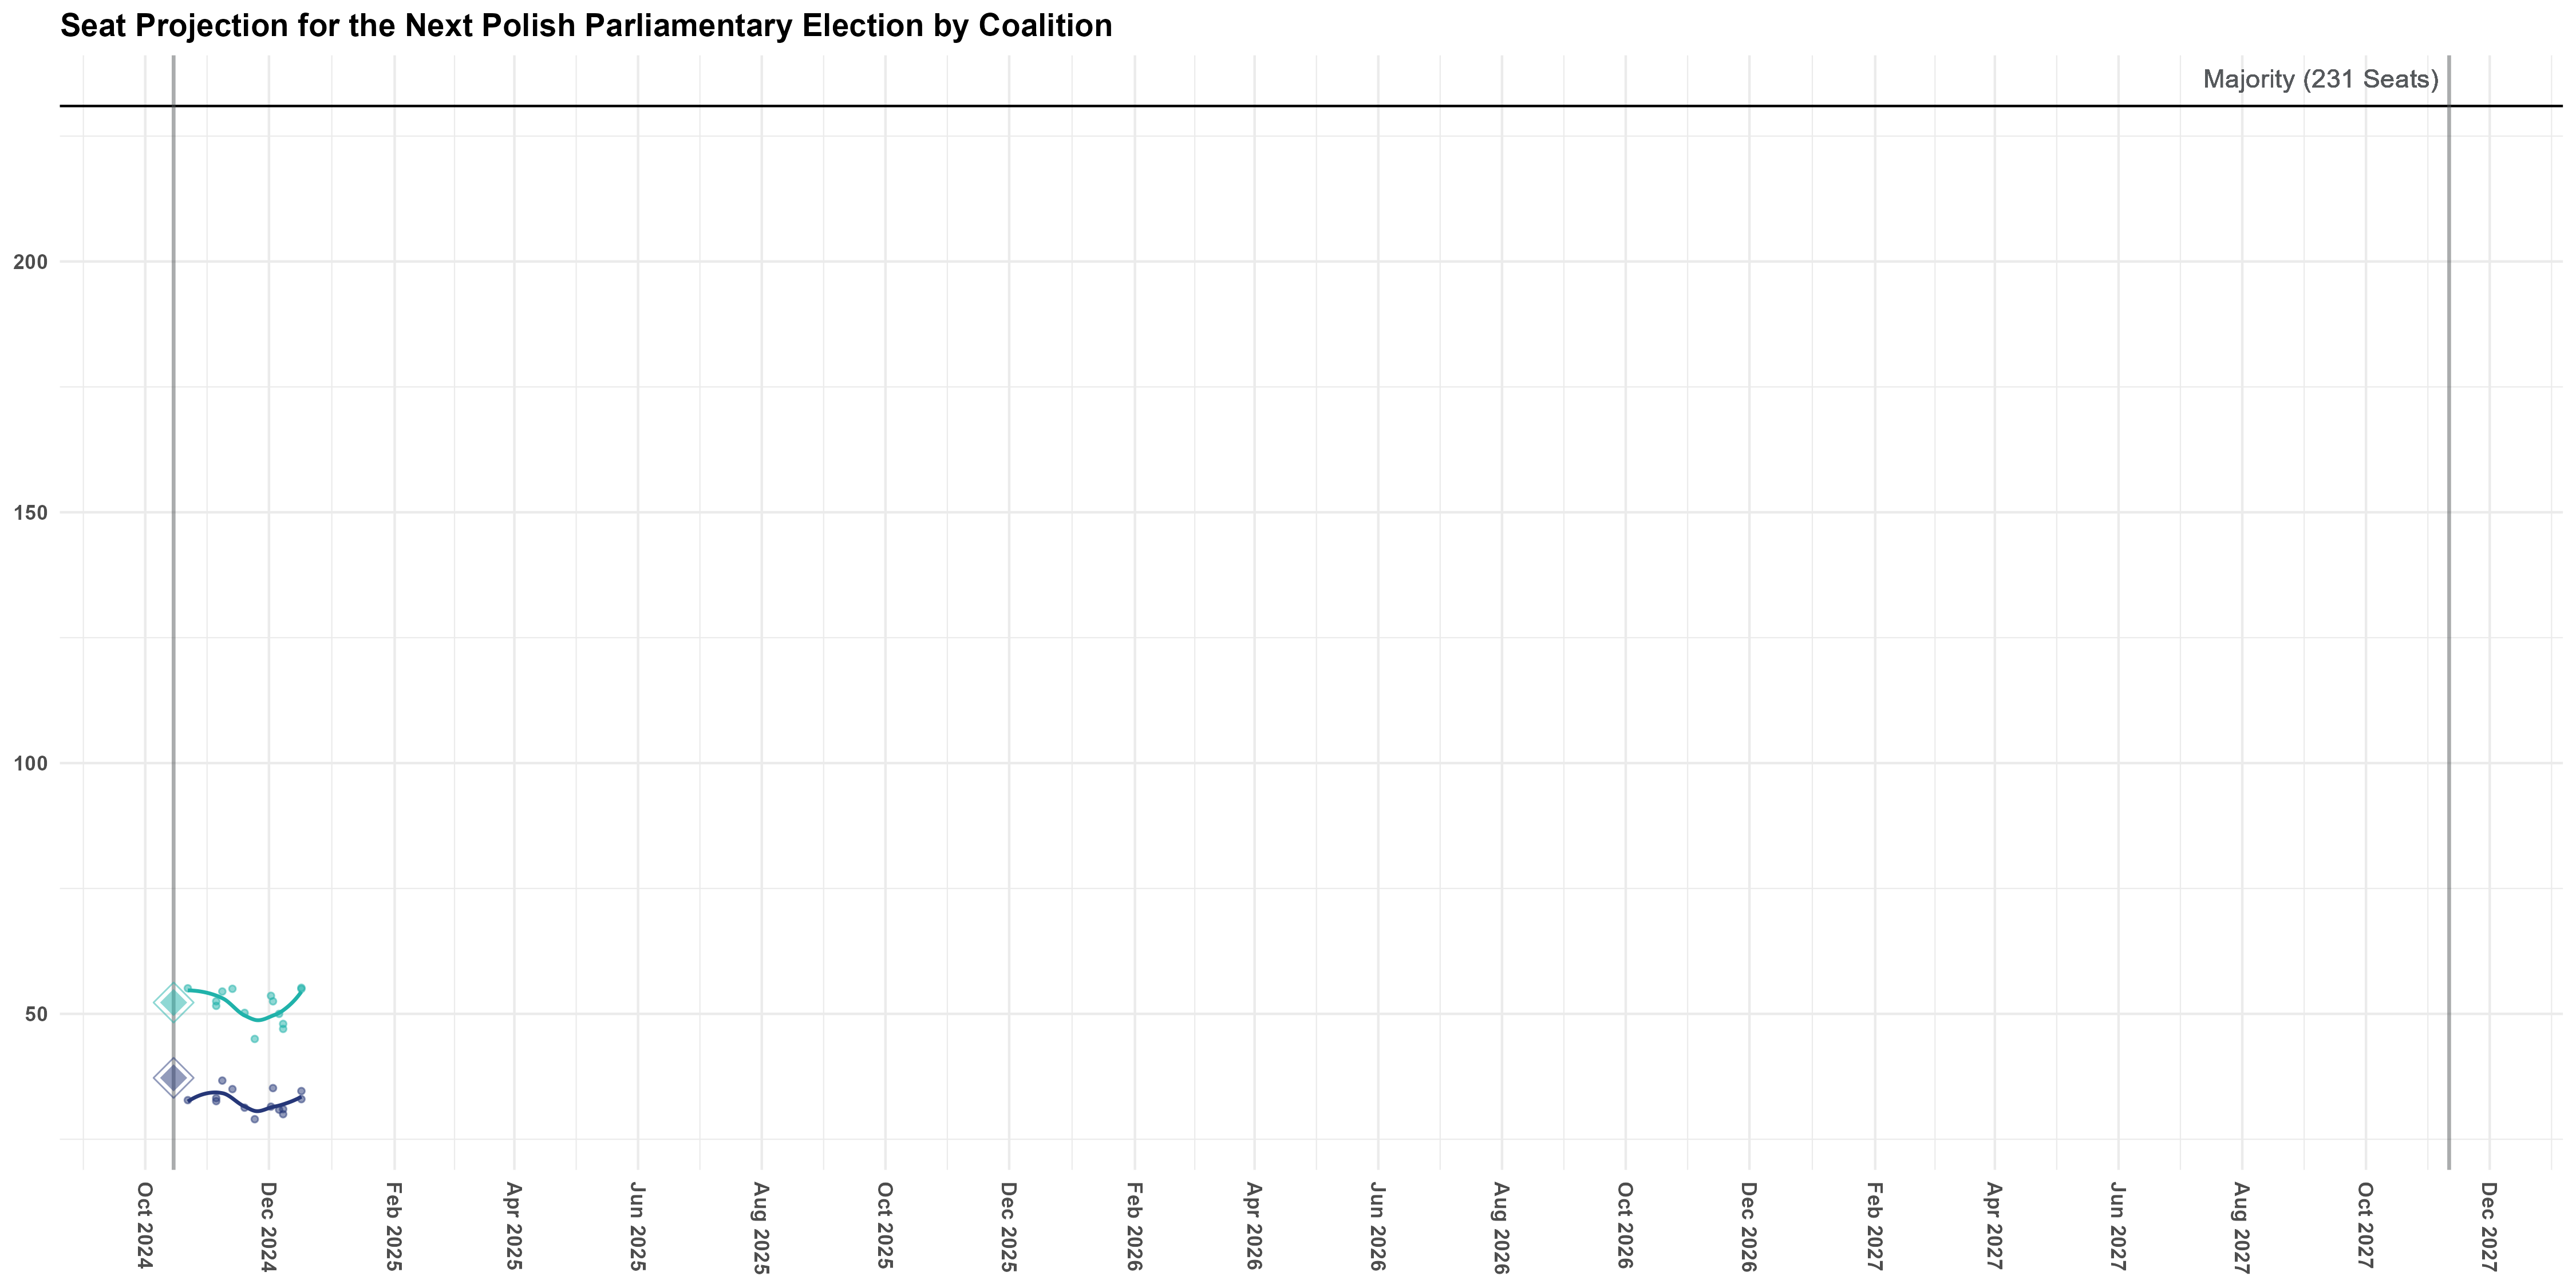 Seat Projection for the Next Polish Parliamentary Election by Coalition
Majority (231 Seats)
200
150
100
50
Oct 2024
Dec 2024
Feb 2025
Apr 2025
Jun 2025
Aug 2025
Oct 2025
Dec 2025
Feb 2026
Apr 2026
Jun 2026
Aug 2026
Oct 2026
Dec 2026
Feb 2027
Apr 2027
Jun 2027
Aug 2027
Oct 2027
Dec 2027